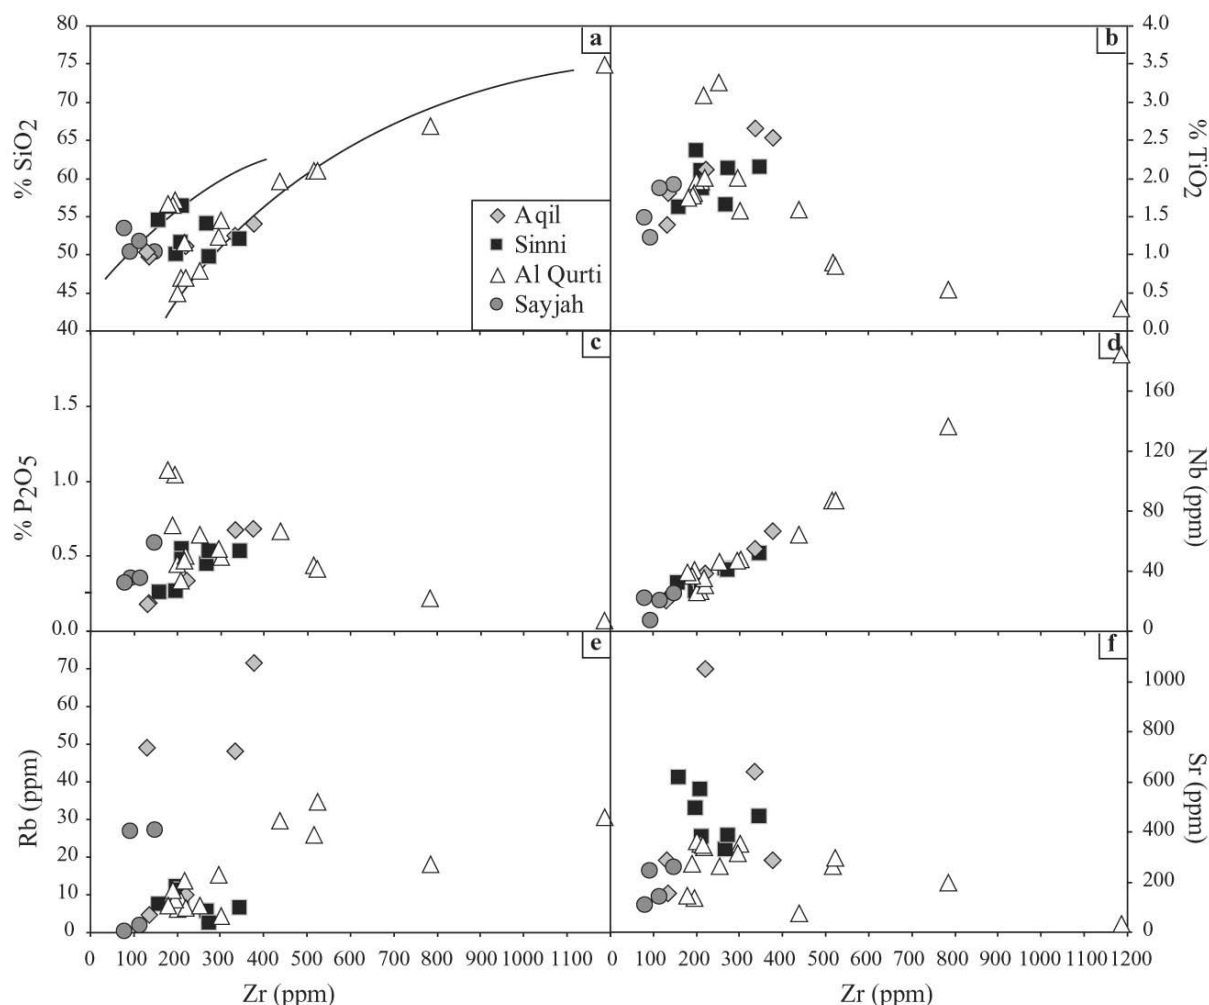 80
75
70
65
60
55
50
45
40
% SiO2
a
Aqil
Sinni
Al Qurti
Sayjah
b
4.0
3.5
3.0
2.5
2.0
1.5
1.0
0.5
0.0
% TiO2
c
1.5
1.0
0.5
0.0
% P2O5
d
160
120
80
40
0
Nb (ppm)
e
70
60
50
40
30
20
10
0
Rb (ppm)
f
1000
800
600
400
200
0
Sr (ppm)
0 100 200 300 400 500 600 700 800 900 1000 1100
0 100 200 300 400 500 600 700 800 900 1000 1100 1200
Zr (ppm)
Zr (ppm)